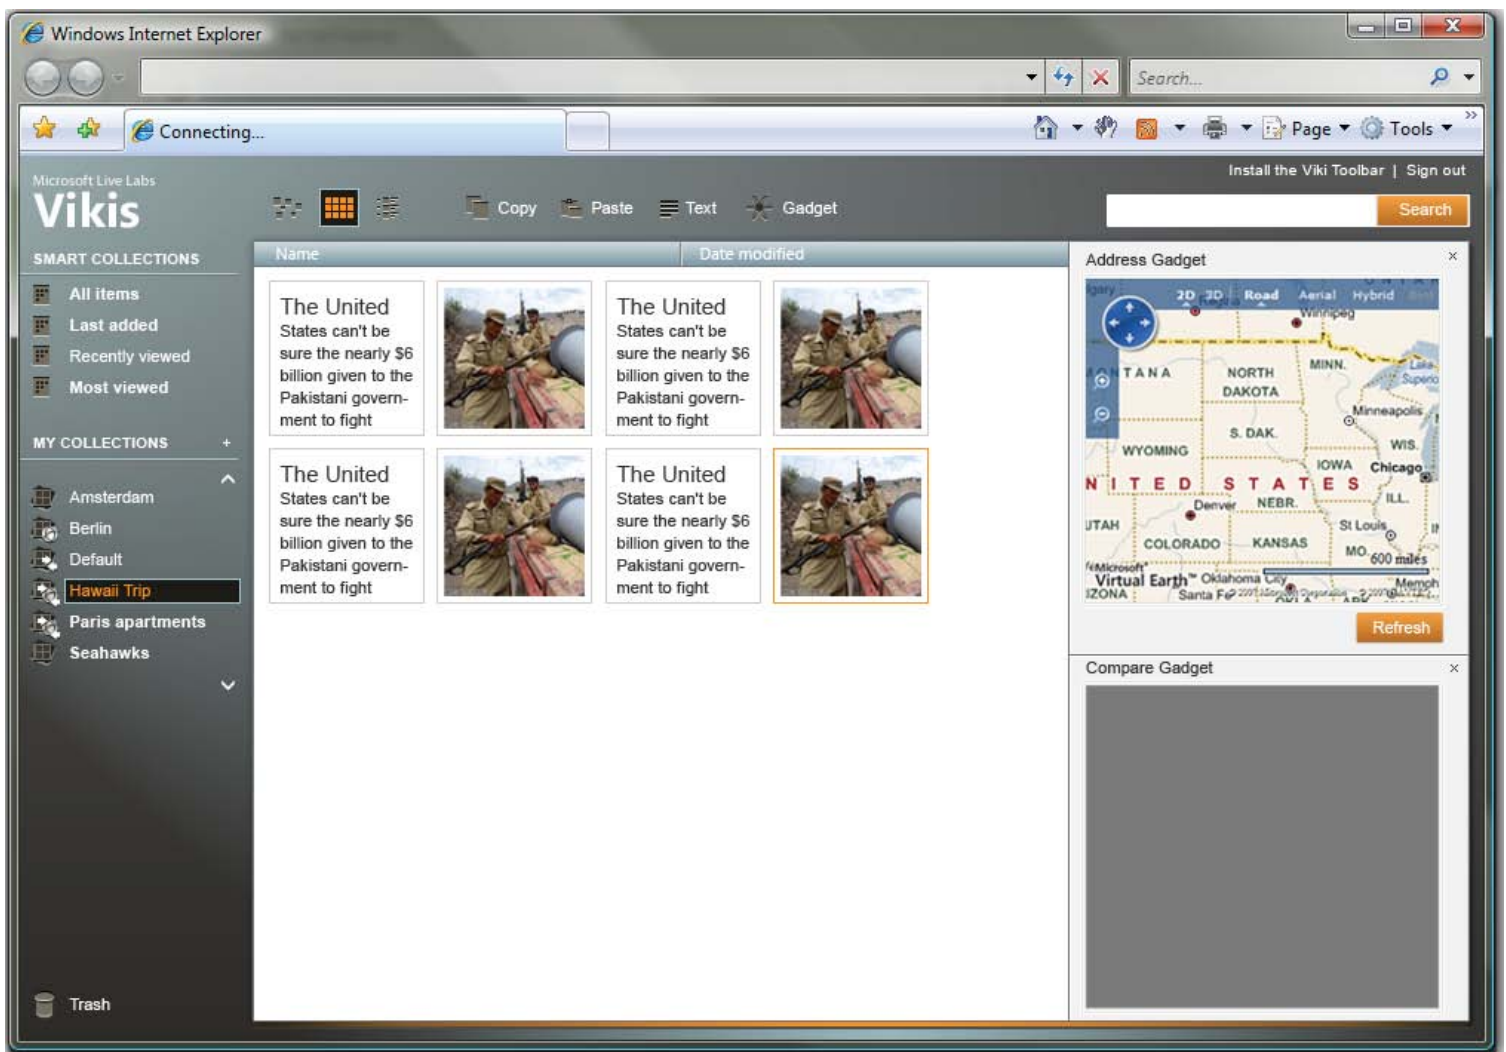 Windows Internet Explorer
Search...
Connecting...
Page
Tools
Install the Viki Toolbar | Sign out
Microsoft Live Labs
Vikis
Copy
Paste
Text
Gadget
Search
SMART COLLECTIONS
All items
Last added
Recently viewed
Most viewed
MY COLLECTIONS +
Amsterdam
Berlin
Default
Hawaii Trip
Paris apartments
Seahawks
Trash
Name
Date modified
The United
States can't be
sure the nearly $6
billion given to the
Pakistani govern-
ment to fight
The United
States can't be
sure the nearly $6
billion given to the
Pakistani govern-
ment to fight
The United
States can't be
sure the nearly $6
billion given to the
Pakistani govern-
ment to fight
The United
States can't be
sure the nearly $6
billion given to the
Pakistani govern-
ment to fight
Address Gadget
2D 3D Road Aerial Hybrid
Winnipeg
TANA
NORTH
DAKOTA
MINN.
Lake
Minneapolis
S. DAK.
WIS.
WYOMING
IOWA
Chicago
NITED STATES
Denver
NEBR.
ILL.
UTAH
St Louis
COLORADO
KANSAS
MO.
600 miles
Microsoft
Virtual Earth™
Oklahoma City
Memph
IZONA
Santa Fe
Refresh
Compare Gadget